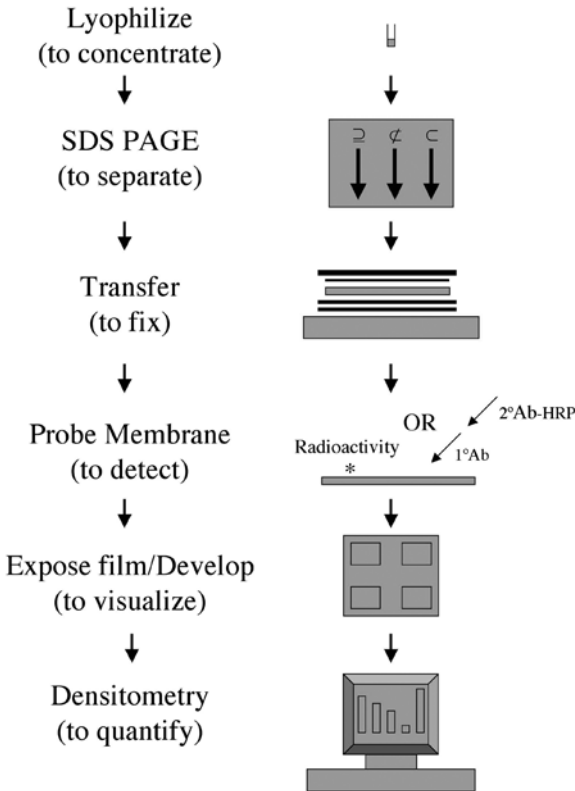 Lyophilize
(to concentrate)
SDS PAGE
(to separate)
⊇ ⊄ ⊂
Transfer
(to fix)
Probe Membrane
(to detect)
Radioactivity
*
OR
2°Ab-HRP
1°Ab
Expose film/Develop
(to visualize)
Densitometry
(to quantify)